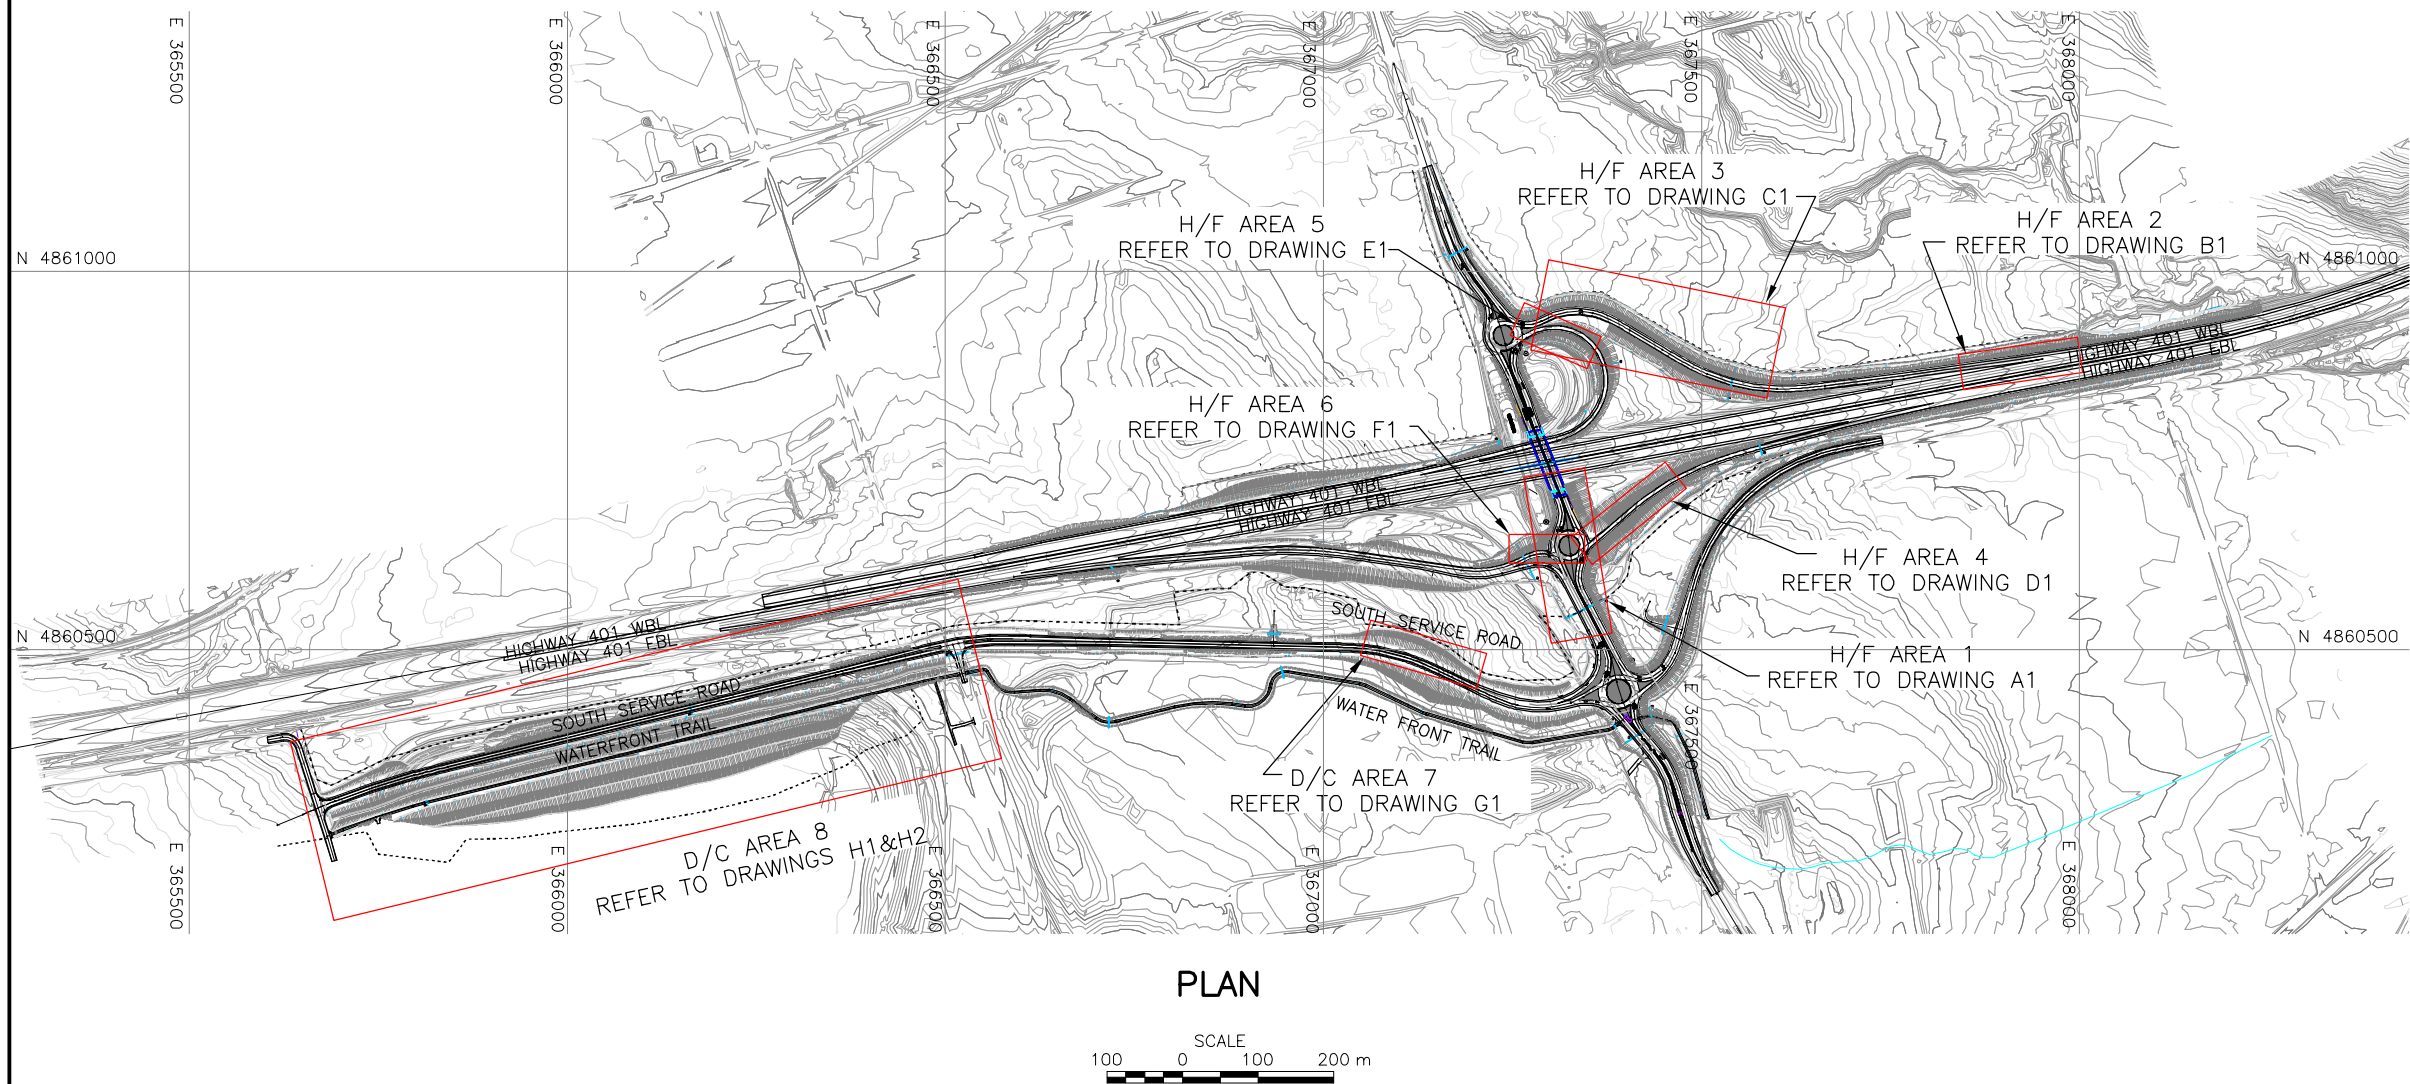 E 365500
E 366000
E 366500
E 367000
E 367500
E 368000
H/F AREA 3
REFER TO DRAWING C1
H/F AREA 5
REFER TO DRAWING E1
H/F AREA 2
REFER TO DRAWING B1
N 4861000
N 4861000
HIGHWAY 401 WBL
HIGHWAY 401 EBL
H/F AREA 6
REFER TO DRAWING F1
HIGHWAY 401 WBL
HIGHWAY 401 EBL
H/F AREA 4
REFER TO DRAWING D1
SOUTH SERVICE ROAD
N 4860500
N 4860500
HIGHWAY 401 WBL
HIGHWAY 401 EBL
H/F AREA 1
REFER TO DRAWING A1
SOUTH SERVICE ROAD
WATERFRONT TRAIL
WATER FRONT TRAIL
E 367500
D/C AREA 7
REFER TO DRAWING G1
D/C AREA 8
REFER TO DRAWINGS H1&H2
E 365500
E 366000
E 366500
E 367000
E 368000
PLAN
SCALE
100 0 100 200 m